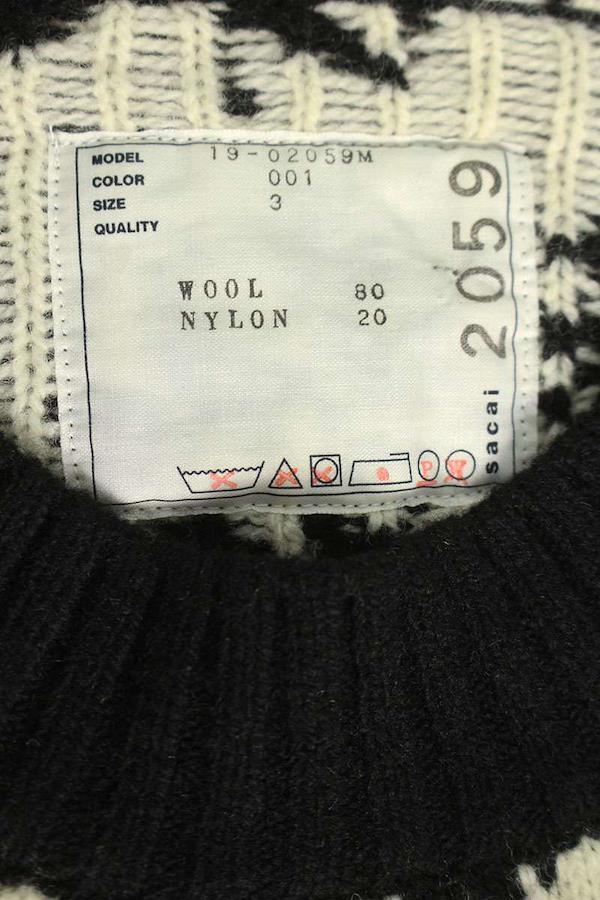 MODEL 19-02059M
COLOR 001
SIZE 3
QUALITY
WOOL 80
NYLON 20
P W
sacai 2059